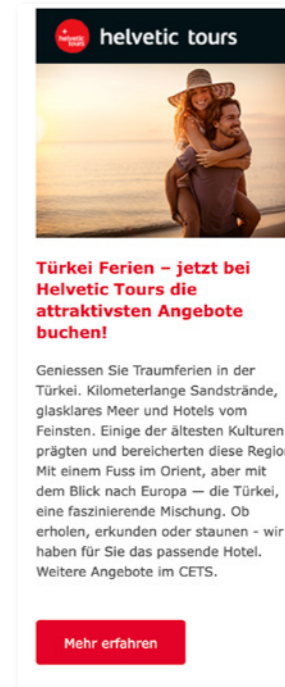 helvetic tours
helvetic
tours
Türkei Ferien – jetzt bei
Helvetic Tours die
attraktivsten Angebote
buchen!
Geniessen Sie Traumferien in der
Türkei. Kilometerlange Sandstrände,
glasklares Meer und Hotels vom
Feinsten. Einige der ältesten Kulturen
prägten und bereicherten diese Region
Mit einem Fuss im Orient, aber mit
dem Blick nach Europa — die Türkei,
eine faszinierende Mischung. Ob
erholen, erkunden oder staunen - wir
haben für Sie das passende Hotel.
Weitere Angebote im CETS.
Mehr erfahren